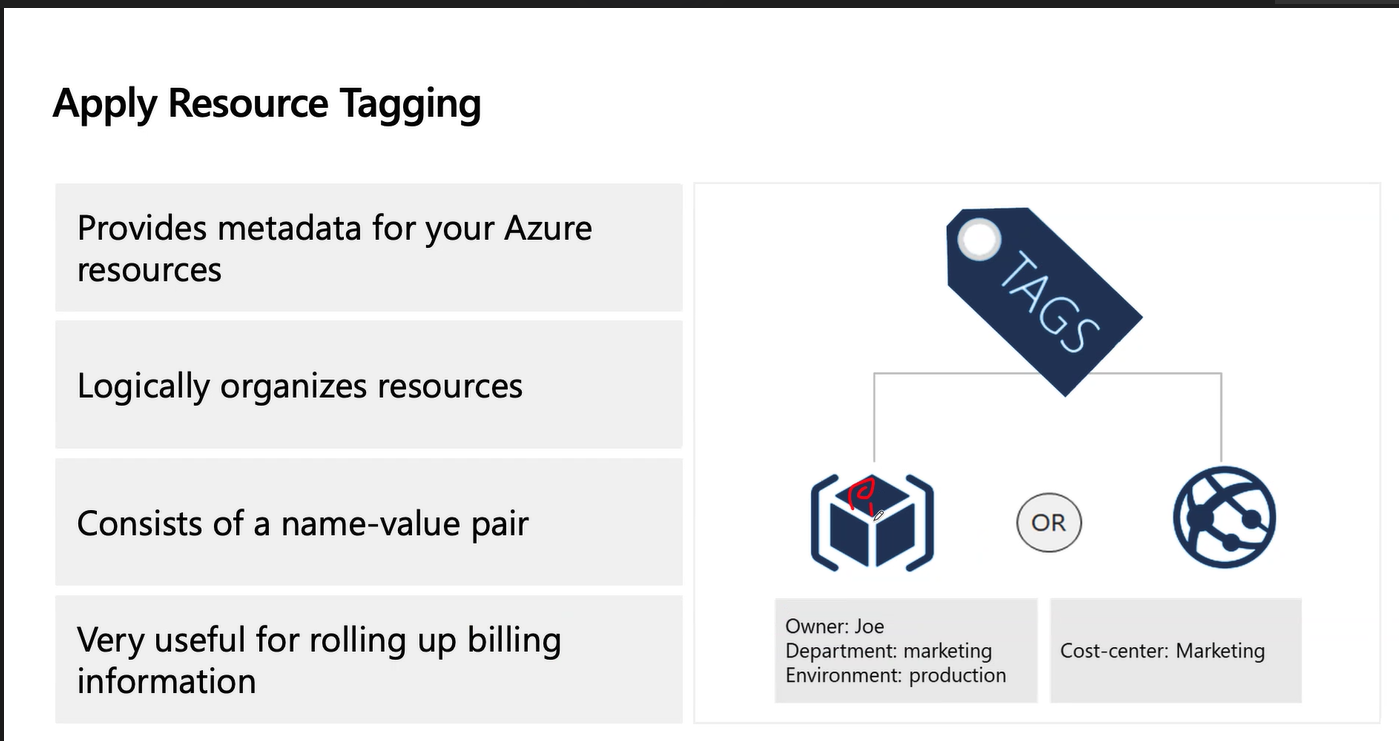 Apply Resource Tagging
Provides metadata for your Azure
resources
Logically organizes resources
Consists of a name-value pair
Very useful for rolling up billing
information
TAGS
OR
Owner: Joe
Department: marketing
Environment: production
Cost-center: Marketing